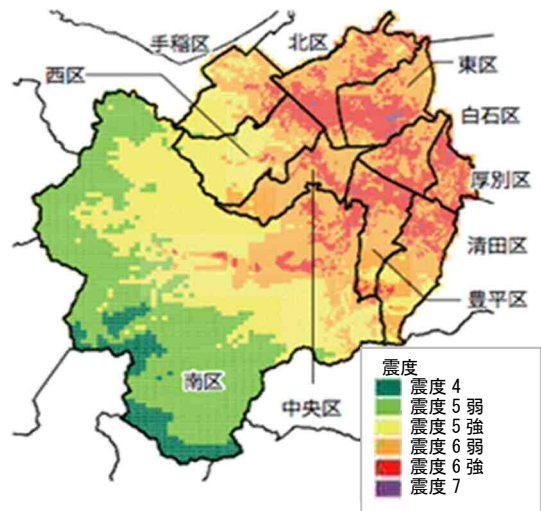 手稲区
北区
東区
西区
白石区
厚別区
清田区
豊平区
南区
中央区
震度
震度 4
震度 5 弱
震度 5 強
震度 6 弱
震度 6 強
震度 7